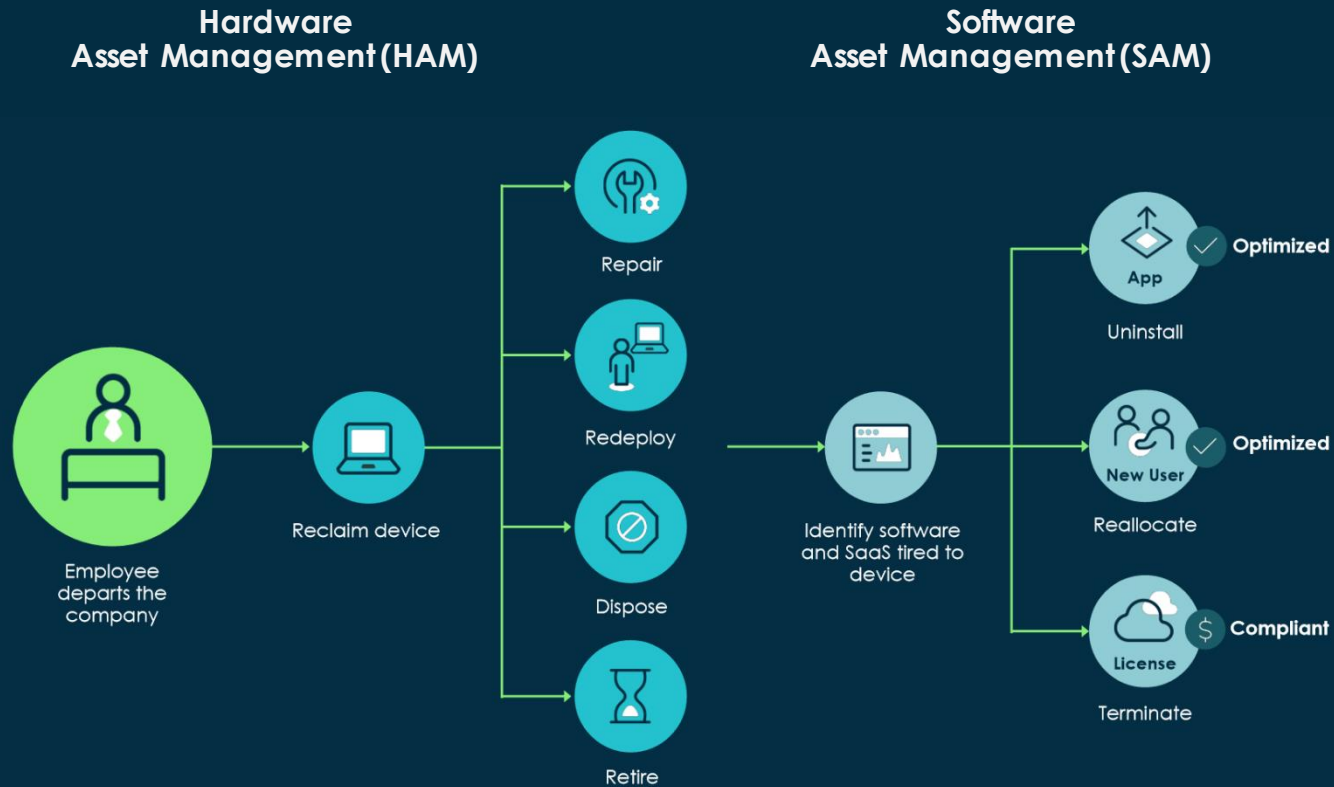 Hardware
Asset Management (HAM)
Software
Asset Management (SAM)
Employee
departs the
company
Reclaim device
Repair
Redeploy
Dispose
Retire
Identify software
and SaaS tired to
device
App
Optimized
Uninstall
New User
Optimized
Reallocate
License
$
Compliant
Terminate